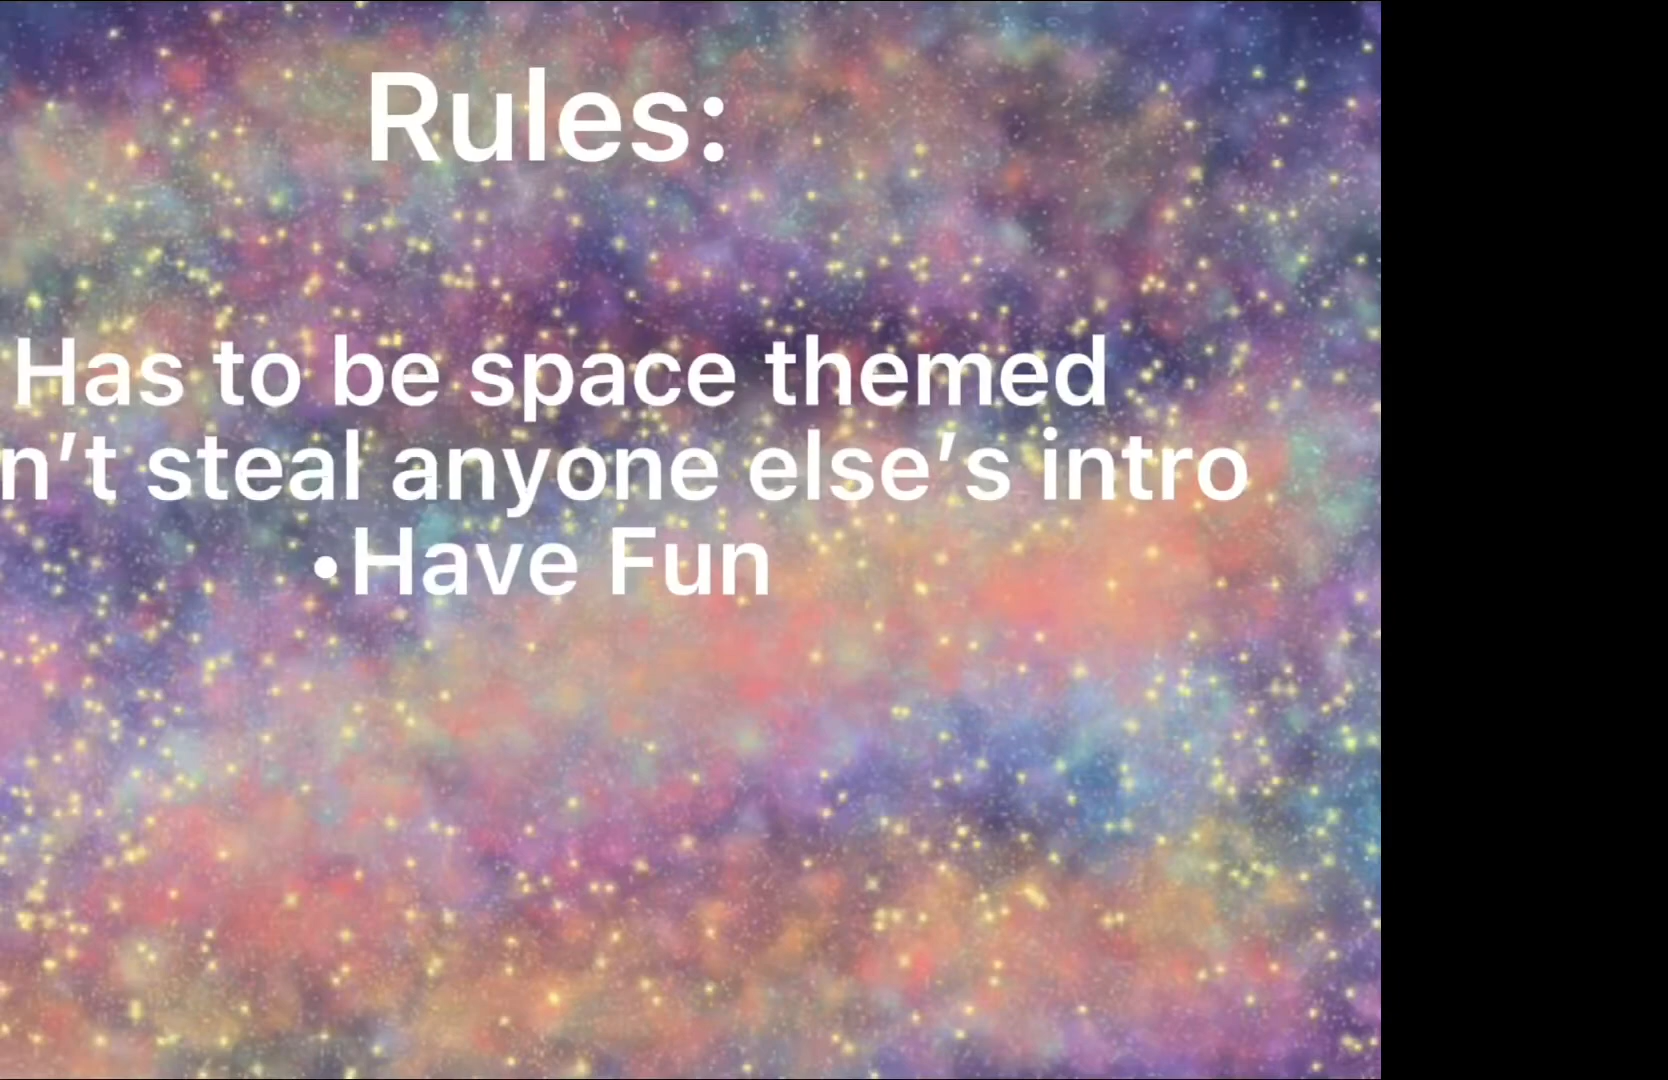 Rules:
Has to be space themed
n’t steal anyone else’s intro
•Have Fun